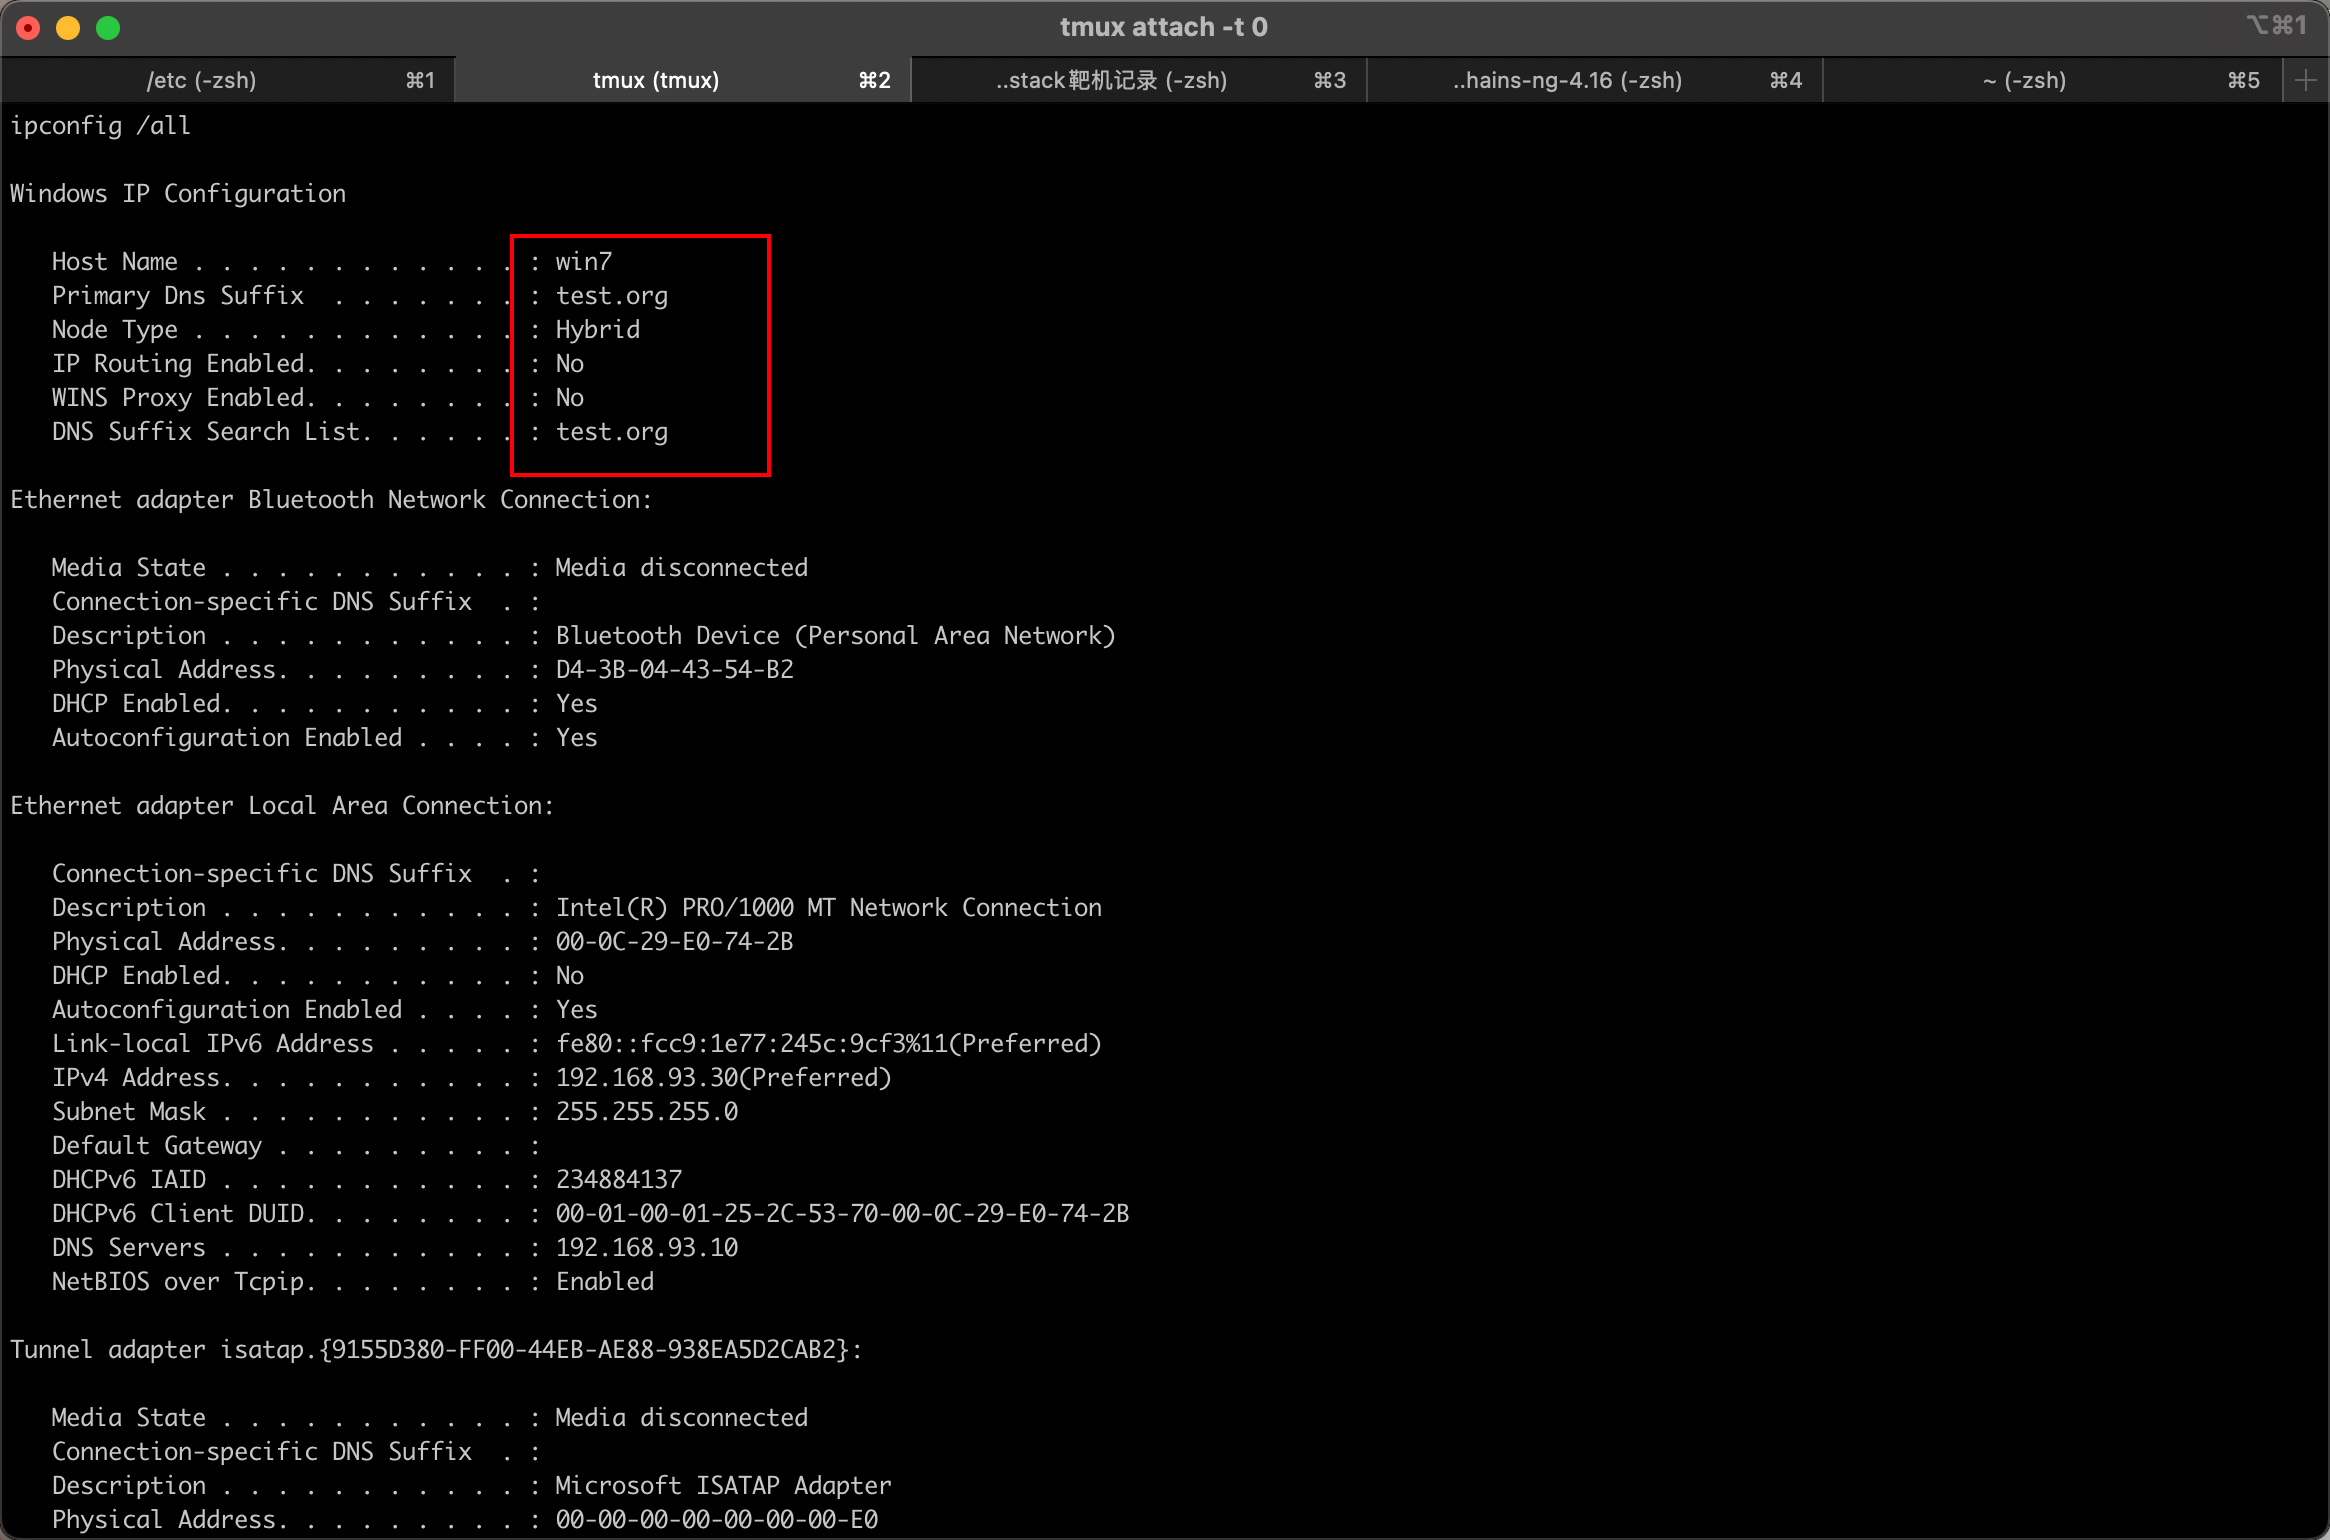 tmux attach -t 0
⌥⌘1
/etc (-zsh) ⌘1
tmux (tmux) ⌘2
..stack靶机记录 (-zsh) ⌘3
..hains-ng-4.16 (-zsh) ⌘4
~ (-zsh) ⌘5
ipconfig /all
Windows IP Configuration
Host Name . . . . . . . . . . . . : win7
Primary Dns Suffix  . . . . . . . : test.org
Node Type . . . . . . . . . . . . : Hybrid
IP Routing Enabled. . . . . . . . : No
WINS Proxy Enabled. . . . . . . . : No
DNS Suffix Search List. . . . . . : test.org
Ethernet adapter Bluetooth Network Connection:
Media State . . . . . . . . . . . : Media disconnected
Connection-specific DNS Suffix  . :
Description . . . . . . . . . . . : Bluetooth Device (Personal Area Network)
Physical Address. . . . . . . . . : D4-3B-04-43-54-B2
DHCP Enabled. . . . . . . . . . . : Yes
Autoconfiguration Enabled . . . . : Yes
Ethernet adapter Local Area Connection:
Connection-specific DNS Suffix  . :
Description . . . . . . . . . . . : Intel(R) PRO/1000 MT Network Connection
Physical Address. . . . . . . . . : 00-0C-29-E0-74-2B
DHCP Enabled. . . . . . . . . . . : No
Autoconfiguration Enabled . . . . : Yes
Link-local IPv6 Address . . . . . : fe80::fcc9:1e77:245c:9cf3%11(Preferred)
IPv4 Address. . . . . . . . . . . : 192.168.93.30(Preferred)
Subnet Mask . . . . . . . . . . . : 255.255.255.0
Default Gateway . . . . . . . . . :
DHCPv6 IAID . . . . . . . . . . . : 234884137
DHCPv6 Client DUID. . . . . . . . : 00-01-00-01-25-2C-53-70-00-0C-29-E0-74-2B
DNS Servers . . . . . . . . . . . : 192.168.93.10
NetBIOS over Tcpip. . . . . . . . : Enabled
Tunnel adapter isatap.{9155D380-FF00-44EB-AE88-938EA5D2CAB2}:
Media State . . . . . . . . . . . : Media disconnected
Connection-specific DNS Suffix  . :
Description . . . . . . . . . . . : Microsoft ISATAP Adapter
Physical Address. . . . . . . . . : 00-00-00-00-00-00-00-E0